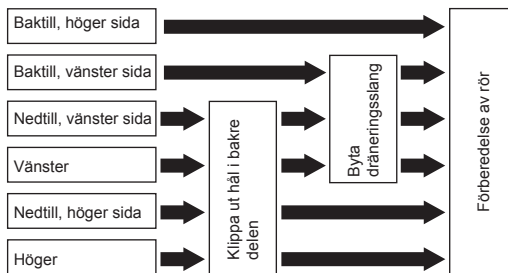 Baktill, höger sida
Baktill, vänster sida
Nedtill, vänster sida
Vänster
Nedtill, höger sida
Höger
Klippa ut hål i bakre
delen
Byta
dräneringsslang
Förberedelse av rör